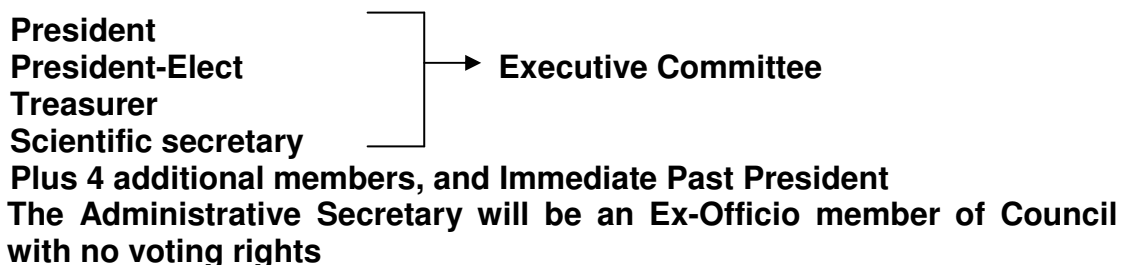 President
President-Elect Executive Committee
Treasurer
Scientific secretary
Plus 4 additional members, and Immediate Past President
The Administrative Secretary will be an Ex-Officio member of Council
with no voting rights